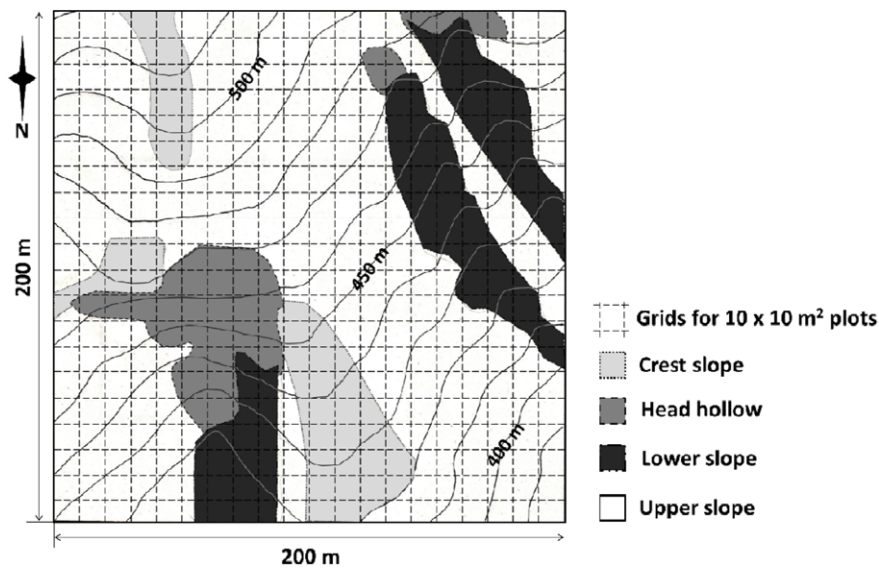 500 m
N
200 m
450 m
Grids for 10 x 10 m² plots
Crest slope
Head hollow
400 m
Lower slope
Upper slope
200 m